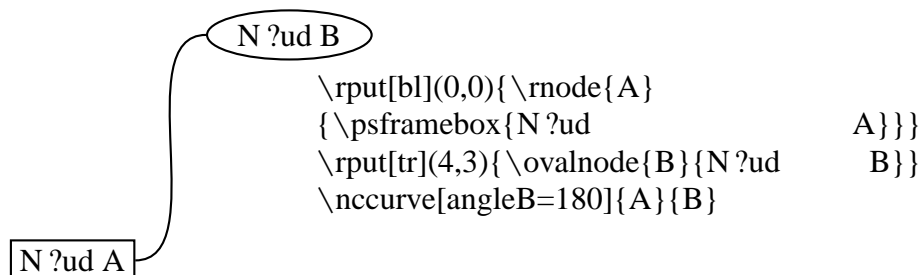 N ?ud B
\rput[bl](0,0){\rnode{A}
{\psframebox{N ?ud A}}}
\rput[tr](4,3){\ovalnode{B}{N ?ud B}}
\nccurve[angleB=180]{A}{B}
N ?ud A